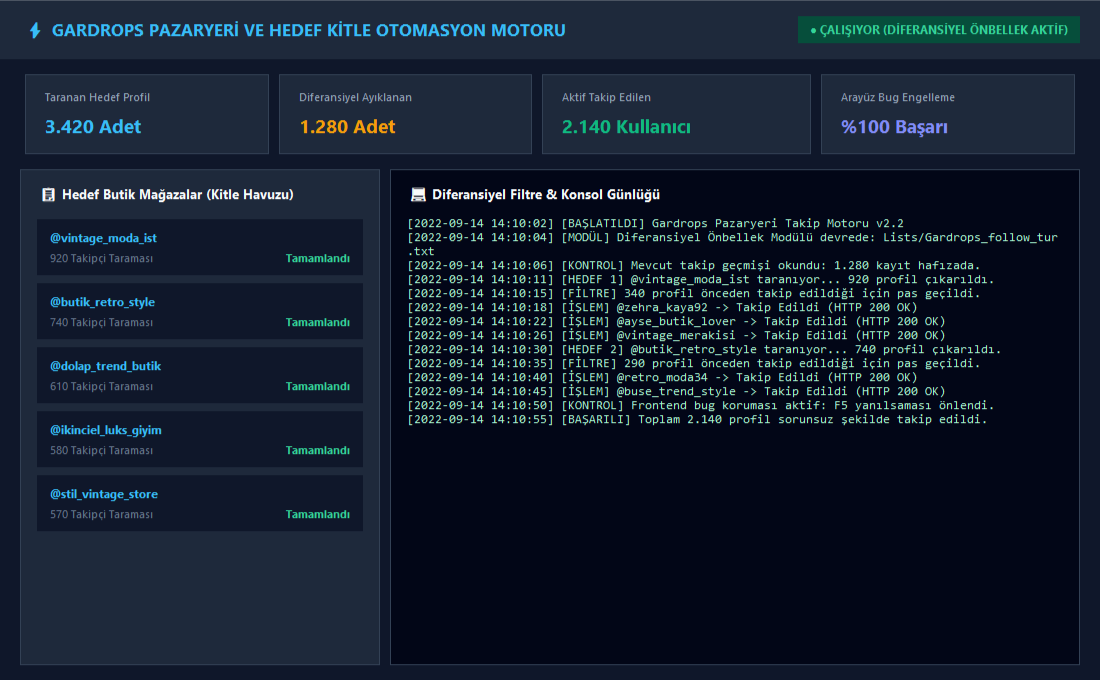 GARDROPS PAZARYERİ VE HEDEF KİTLE OTOMASYON MOTORU
● ÇALIŞIYOR (DİFERANSİYEL ÖNBELLEK AKTİF)
Taranan Hedef Profil
3.420 Adet
Diferansiyel Ayıklanan
1.280 Adet
Aktif Takip Edilen
2.140 Kullanıcı
Arayüz Bug Engelleme
%100 Başarı
Hedef Butik Mağazalar (Kitle Havuzu)
@vintage_moda_ist
920 Takipçi Taraması
Tamamlandı
@butik_retro_style
740 Takipçi Taraması
Tamamlandı
@dolap_trend_butik
610 Takipçi Taraması
Tamamlandı
@ikinciel_luks_giyim
580 Takipçi Taraması
Tamamlandı
@stil_vintage_store
570 Takipçi Taraması
Tamamlandı
Diferansiyel Filtre & Konsol Günlüğü
[2022-09-14 14:10:02] [BAŞLATILDI] Gardrops Pazaryeri Takip Motoru v2.2
[2022-09-14 14:10:04] [MODÜL] Diferansiyel Önbellek Modülü devrede: Lists/Gardrops_follow_tur
.txt
[2022-09-14 14:10:06] [KONTROL] Mevcut takip geçmişi okundu: 1.280 kayıt hafızada.
[2022-09-14 14:10:11] [HEDEF 1] @vintage_moda_ist taranıyor... 920 profil çıkarıldı.
[2022-09-14 14:10:15] [FİLTRE] 340 profil önceden takip edildiği için pas geçildi.
[2022-09-14 14:10:18] [İŞLEM] @zehra_kaya92 -> Takip Edildi (HTTP 200 OK)
[2022-09-14 14:10:22] [İŞLEM] @ayse_butik_lover -> Takip Edildi (HTTP 200 OK)
[2022-09-14 14:10:26] [İŞLEM] @vintage_merakisi -> Takip Edildi (HTTP 200 OK)
[2022-09-14 14:10:30] [HEDEF 2] @butik_retro_style taranıyor... 740 profil çıkarıldı.
[2022-09-14 14:10:35] [FİLTRE] 290 profil önceden takip edildiği için pas geçildi.
[2022-09-14 14:10:40] [İŞLEM] @retro_moda34 -> Takip Edildi (HTTP 200 OK)
[2022-09-14 14:10:45] [İŞLEM] @buse_trend_style -> Takip Edildi (HTTP 200 OK)
[2022-09-14 14:10:50] [KONTROL] Frontend bug koruması aktif: F5 yanılsaması önlendi.
[2022-09-14 14:10:55] [BAŞARILI] Toplam 2.140 profil sorunsuz şekilde takip edildi.